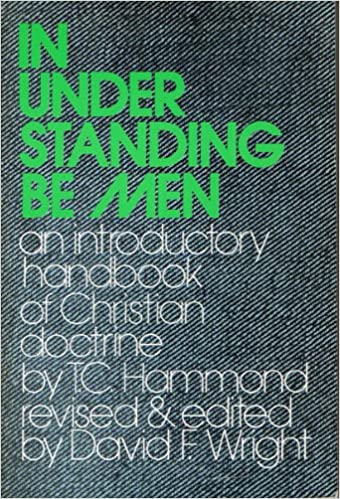 IN
UNDER
STANDING
BE MEN
an introductory
handbook
of Christian
doctrine
by T.C. Hammond
revised & edited
by David F. Wright